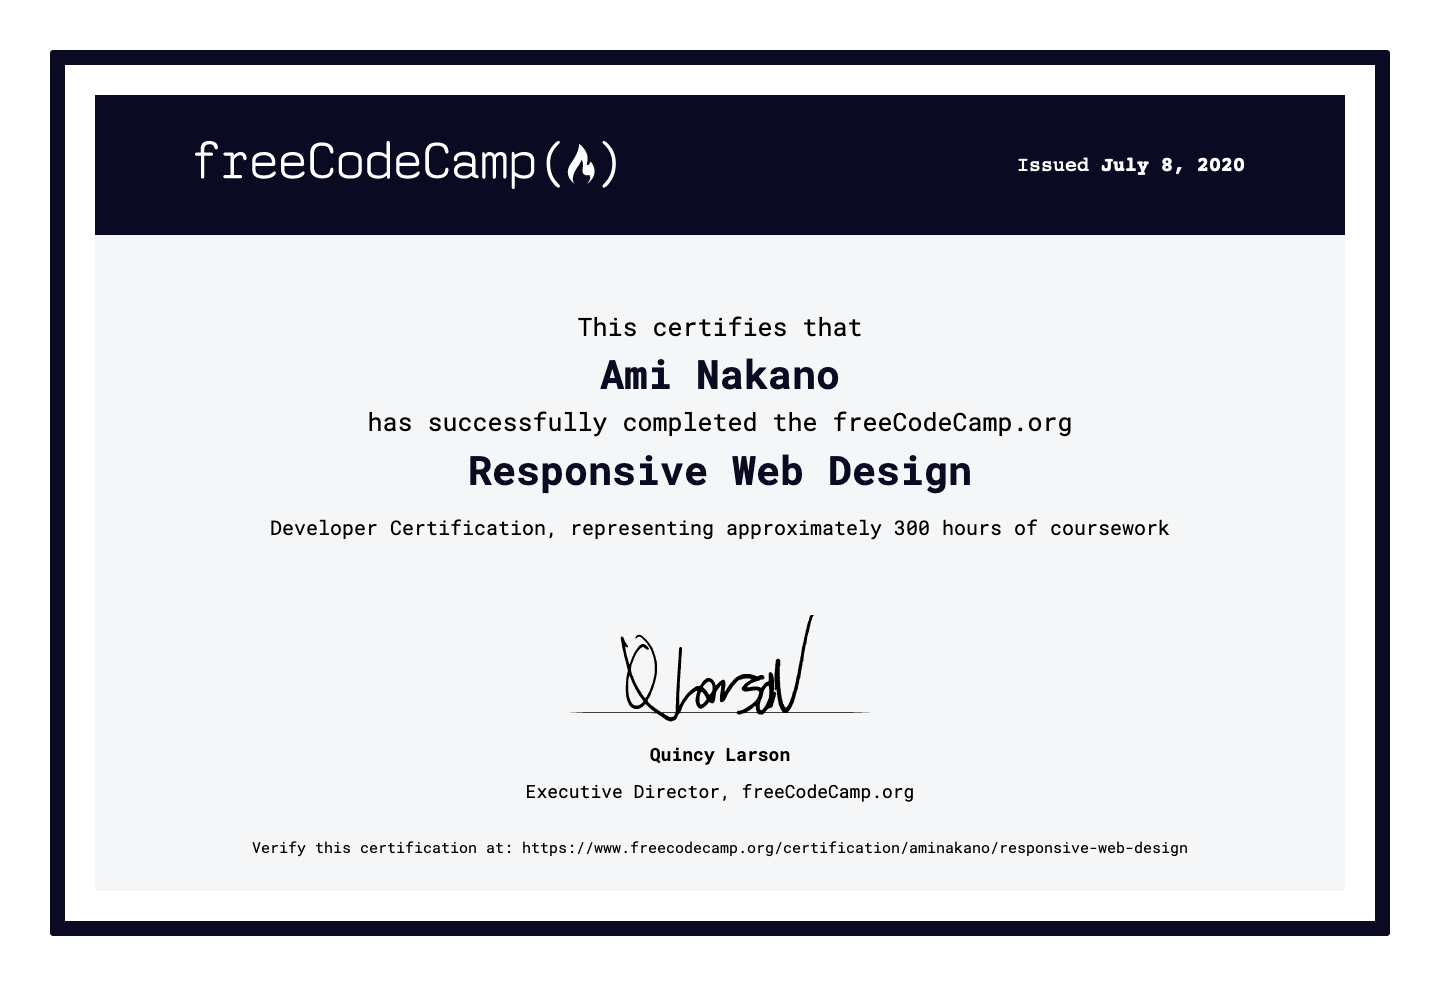 freeCodeCamp
Issued July 8, 2020
This certifies that
Ami Nakano
has successfully completed the freeCodeCamp.org
Responsive Web Design
Developer Certification, representing approximately 300 hours of coursework
Q Larson
Quincy Larson
Executive Director, freeCodeCamp.org
Verify this certification at: https://www.freecodecamp.org/certification/aminakano/responsive-web-design